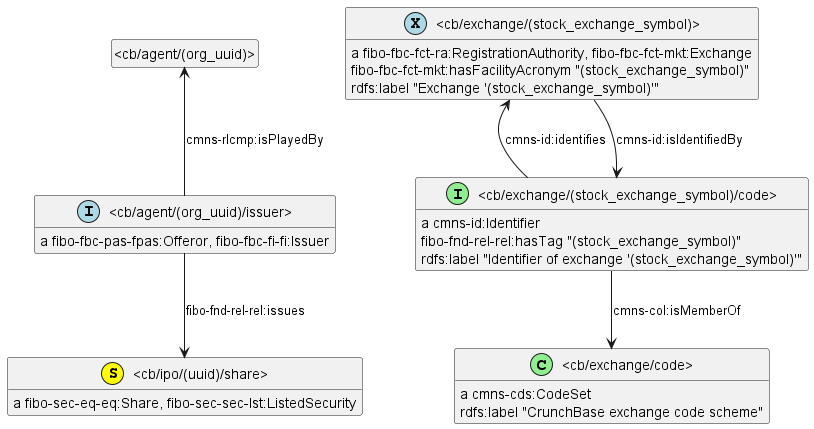 <cb/agent/(org_uuid)>
cmns-rlcmp:isPlayedBy
I <cb/agent/(org_uuid)/issuer>
a fibo-fbc-pas-fpas:Offeror, fibo-fbc-fi-fi:Issuer
fibo-fnd-rel-rel:issues
S <cb/ipo/(uuid)/share>
a fibo-sec-eq-eq:Share, fibo-sec-sec-lst:ListedSecurity
X <cb/exchange/(stock_exchange_symbol)>
a fibo-fbc-fct-ra:RegistrationAuthority, fibo-fbc-fct-mkt:Exchange
fibo-fbc-fct-mkt:hasFacilityAcronym "(stock_exchange_symbol)"
rdfs:label "Exchange '(stock_exchange_symbol)'"
cmns-id:identifies
cmns-id:isIdentifiedBy
I <cb/exchange/(stock_exchange_symbol)/code>
a cmns-id:Identifier
fibo-fnd-rel-rel:hasTag "(stock_exchange_symbol)"
rdfs:label "Identifier of exchange '(stock_exchange_symbol)'"
cmns-col:isMemberOf
C <cb/exchange/code>
a cmns-cds:CodeSet
rdfs:label "CrunchBase exchange code scheme"